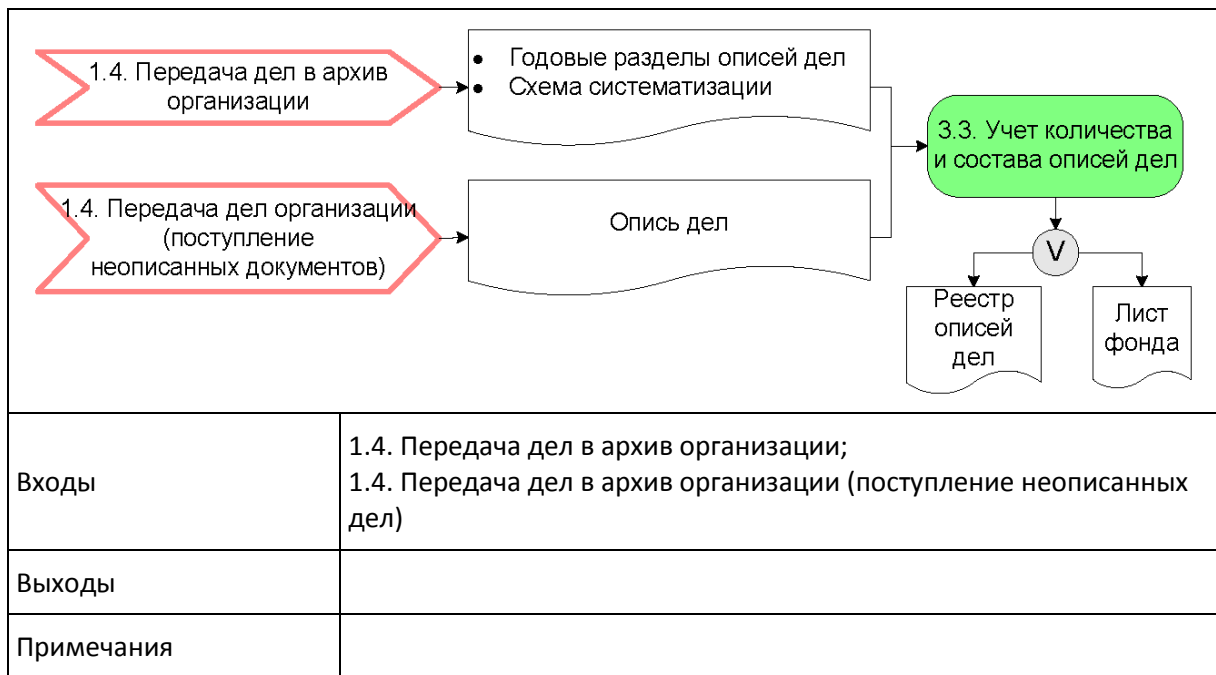 1.4. Передача дел в архив
организации
• Годовые разделы описей дел
• Схема систематизации
3.3. Учет количества
и состава описей дел
1.4. Передача дел организации
(поступление
неописанных документов)
Опись дел
V
Реестр
описей
дел
Лист
фонда
Входы
1.4. Передача дел в архив организации;
1.4. Передача дел в архив организации (поступление неописанных
дел)
Выходы
Примечания